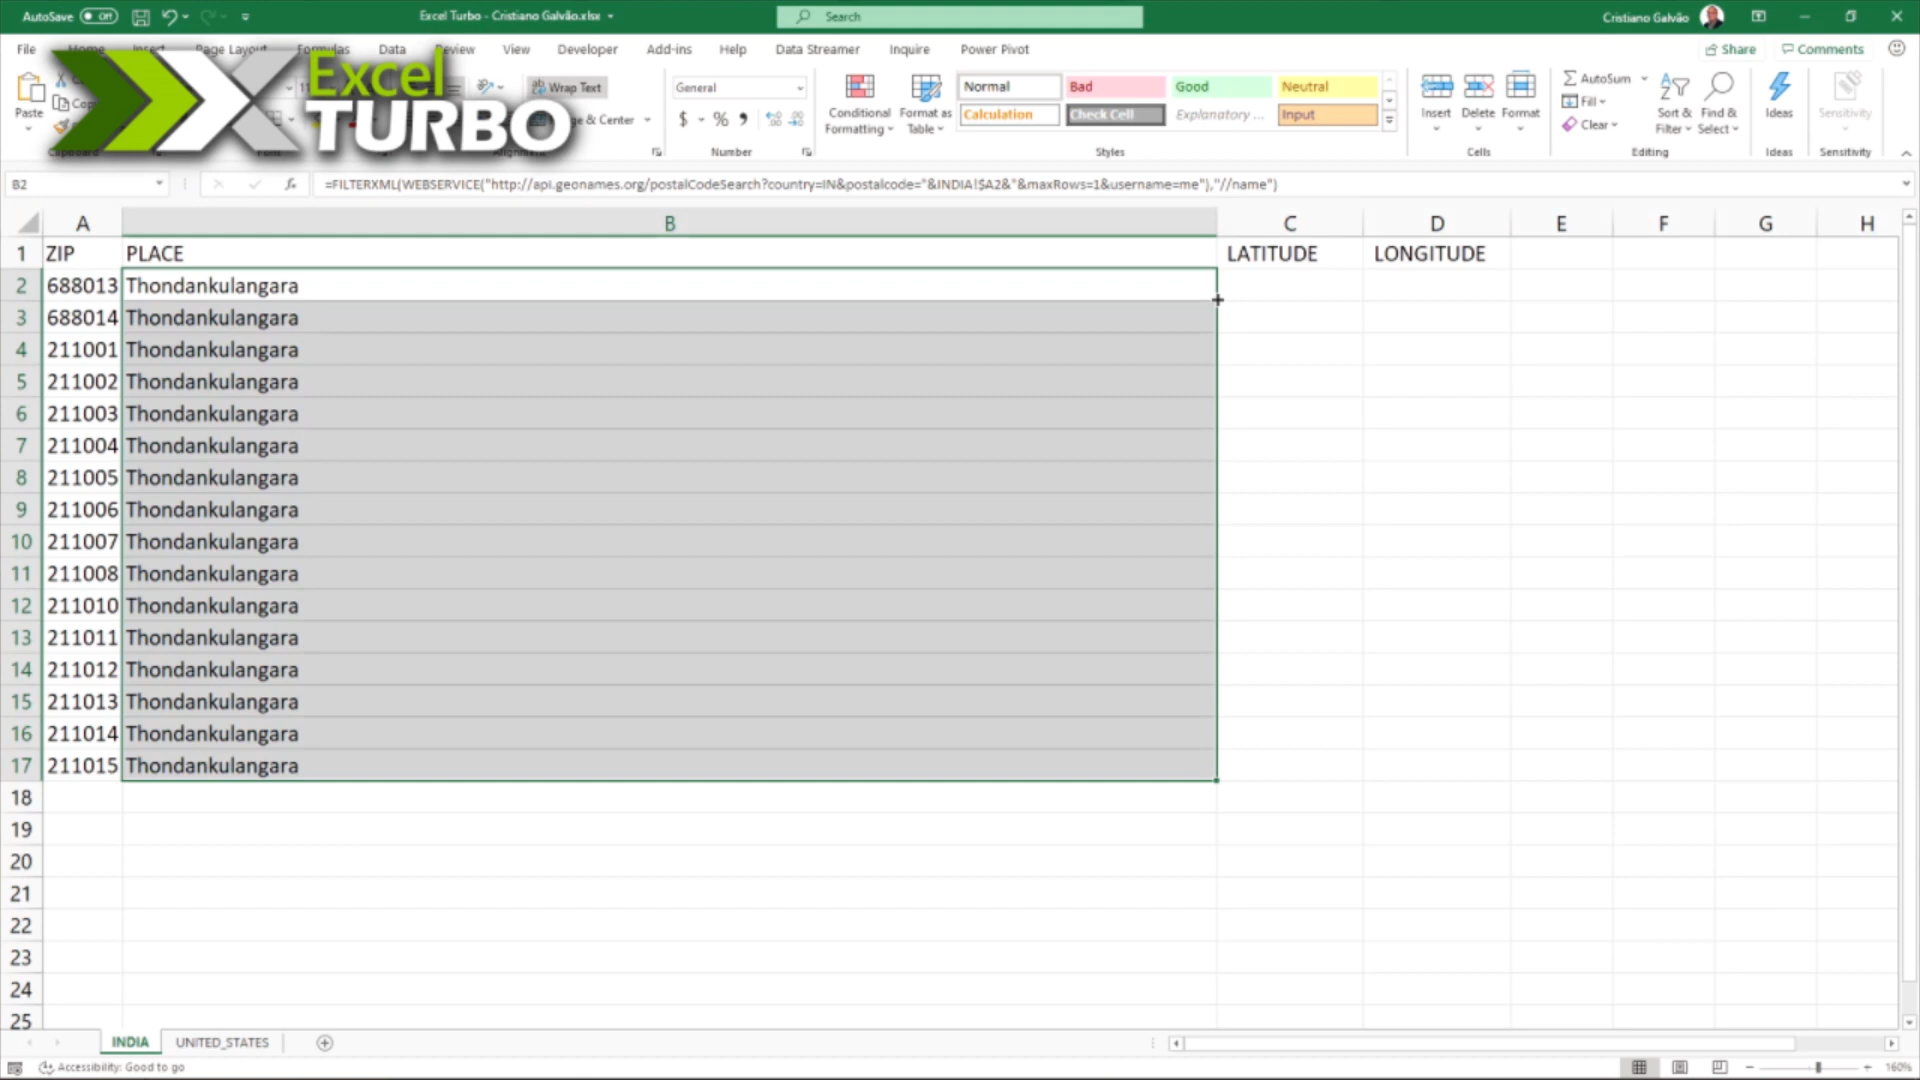 AutoSave Off
Excel Turbo - Cristiano Galvão.xlsx
Search
Cristiano Galvão
File Home Insert Page Layout Formulas Data Review View Developer Add-ins Help Data Streamer Inquire Power Pivot Share Comments
Excel
TURBO
Paste
Wrap Text
General
Conditional Formatting
Format as Table
Normal Bad Good Neutral
Calculation Check Cell Explanatory ... Input
Insert Delete Format
AutoSum
Fill
Clear
Sort & Filter
Find & Select
Ideas
Sensitivity
Number Styles Cells Editing Ideas Sensitivity
B2
fx
=FILTERXML(WEBSERVICE("http://api.geonames.org/postalCodeSearch?country=IN&postalcode="&INDIA!$A2&"&maxRows=1&username=me"),"//name")
A B C D E F G H
1 ZIP PLACE LATITUDE LONGITUDE
2 688013 Thondankulangara
3 688014 Thondankulangara
4 211001 Thondankulangara
5 211002 Thondankulangara
6 211003 Thondankulangara
7 211004 Thondankulangara
8 211005 Thondankulangara
9 211006 Thondankulangara
10 211007 Thondankulangara
11 211008 Thondankulangara
12 211010 Thondankulangara
13 211011 Thondankulangara
14 211012 Thondankulangara
15 211013 Thondankulangara
16 211014 Thondankulangara
17 211015 Thondankulangara
18
19
20
21
22
23
24
25
INDIA UNITED_STATES
Accessibility: Good to go
160%